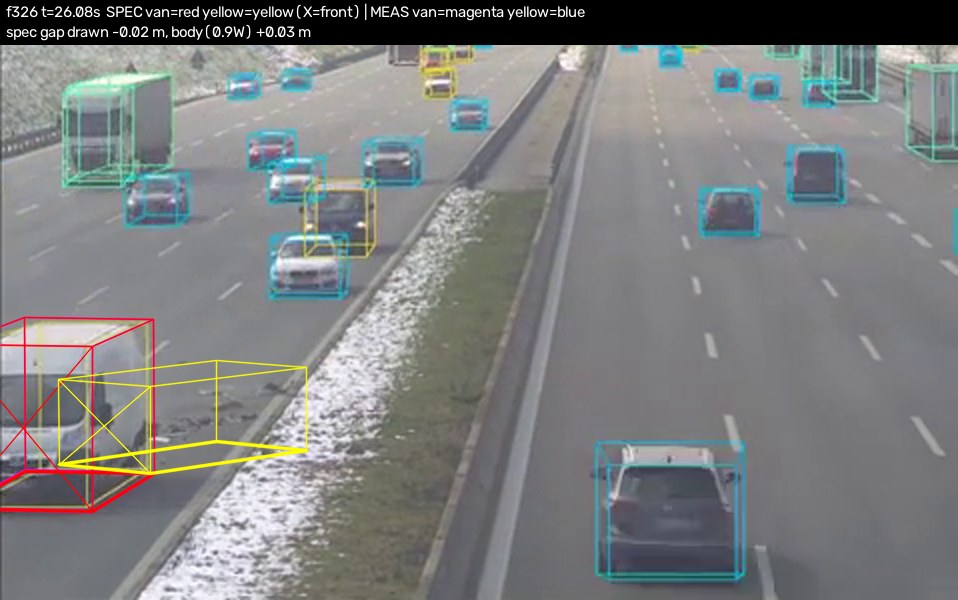 f326 t=26.08s SPEC van=red yellow=yellow (X=front) | MEAS van=magenta yellow=blue
spec gap drawn -0.02 m, body(0.9W) +0.03 m